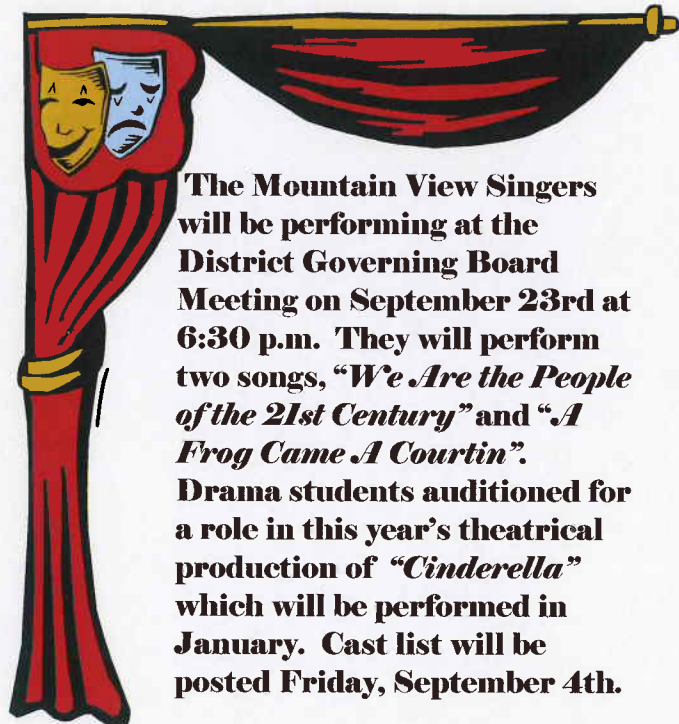 The Mountain View Singers
will be performing at the
District Governing Board
Meeting on September 23rd at
6:30 p.m. They will perform
two songs, “We Are the People
of the 21st Century” and “A
Frog Came A Courtin”.
Drama students auditioned for
a role in this year’s theatrical
production of “Cinderella”
which will be performed in
January. Cast list will be
posted Friday, September 4th.